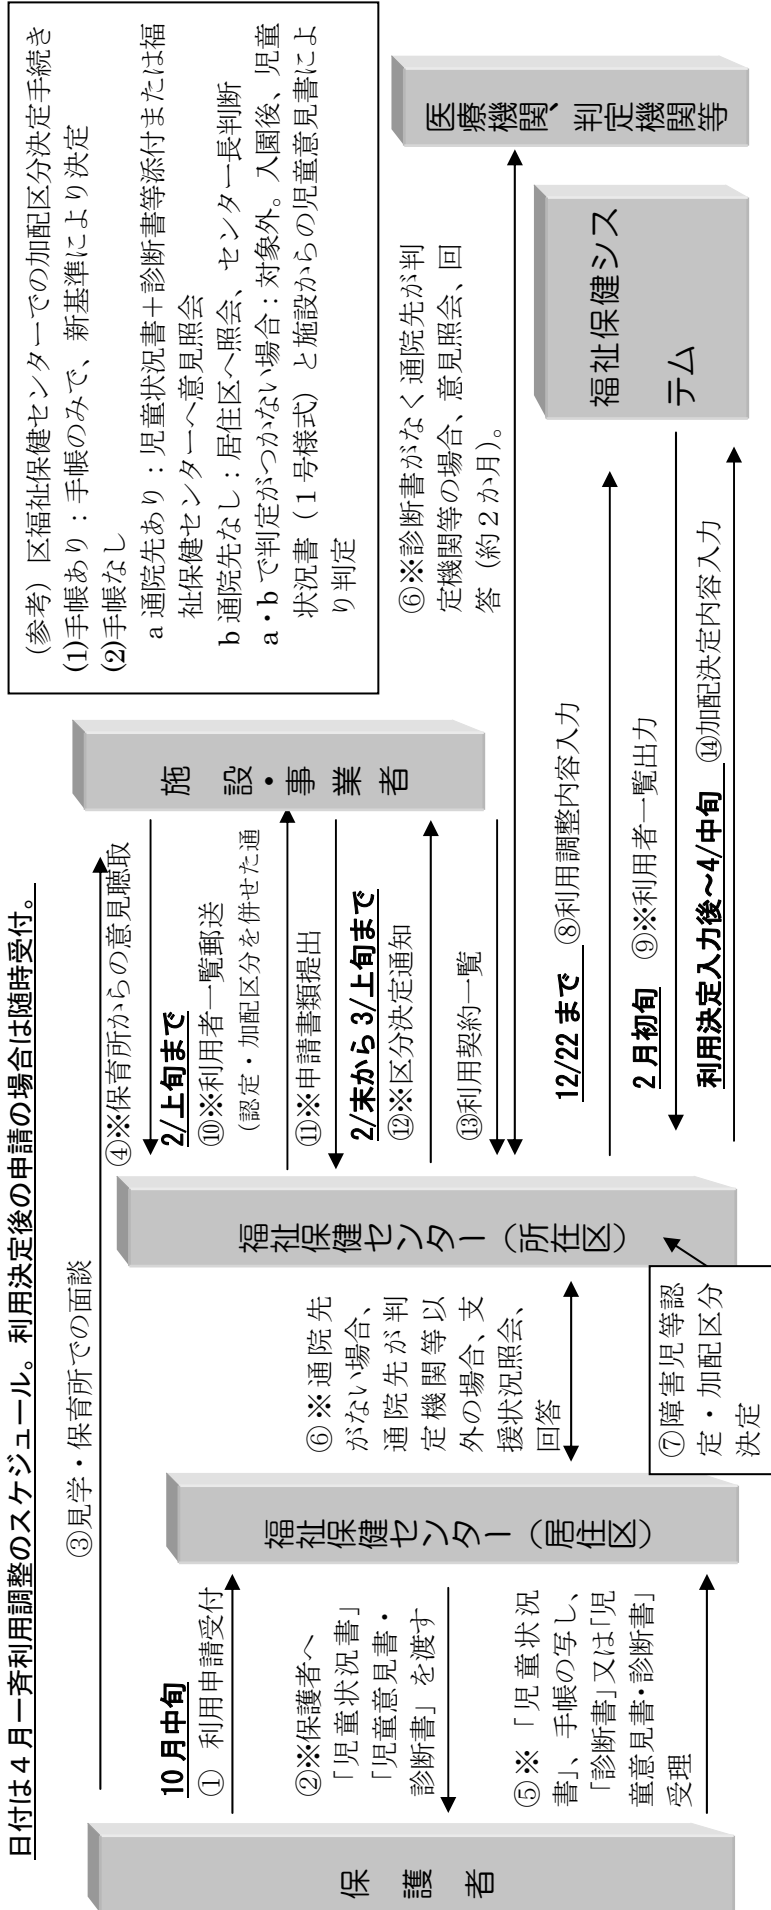 日付は４月一斉利用調整のスケジュール。利用決定後の申請の場合は随時受付。
保護者
10月中旬
① 利用申請受付
②※保護者へ
「児童状況書」
「児童意見書・
診断書」を渡す
③見学・保育所での面談
⑤※「児童状況
書」、手帳の写し、
「診断書」又は「児
童意見書・診断書」
受理
福祉保健センター（居住区）
⑥※通院先
がない場合、
通院先が判
定機関等以
外の場合、支
援状況照会、
回答
⑦障害児等認
定・加配区分
決定
福祉保健センター（所在区）
④※保育所からの意見聴取
2/上旬まで
⑩※利用者一覧郵送
（認定・加配区分を併せた通
⑪※申請書類提出
2/末から 3/上旬まで
⑫※区分決定通知
⑬利用契約一覧
施設・事業者
12/22 まで ⑧利用調整内容入力
2 月初旬 ⑨※利用者一覧出力
利用決定入力後～4/中旬 ⑭加配決定内容入力
(参考）区福祉保健センターでの加配区分決定手続き
(1)手帳あり：手帳のみで、新基準により決定
(2)手帳なし
a 通院先あり：児童状況書＋診断書等添付または福
祉保健センターへ意見照会
b 通院先なし：居住区へ照会、センター長判断
a・b で判定がつかない場合：対象外。入園後、児童
状況書（１号様式）と施設からの児童意見書によ
り判定
⑥※診断書がなく通院先が判
定機関等の場合、意見照会、回
答（約２か月）。
福祉保健シス
テム
医療機関、判定機関等